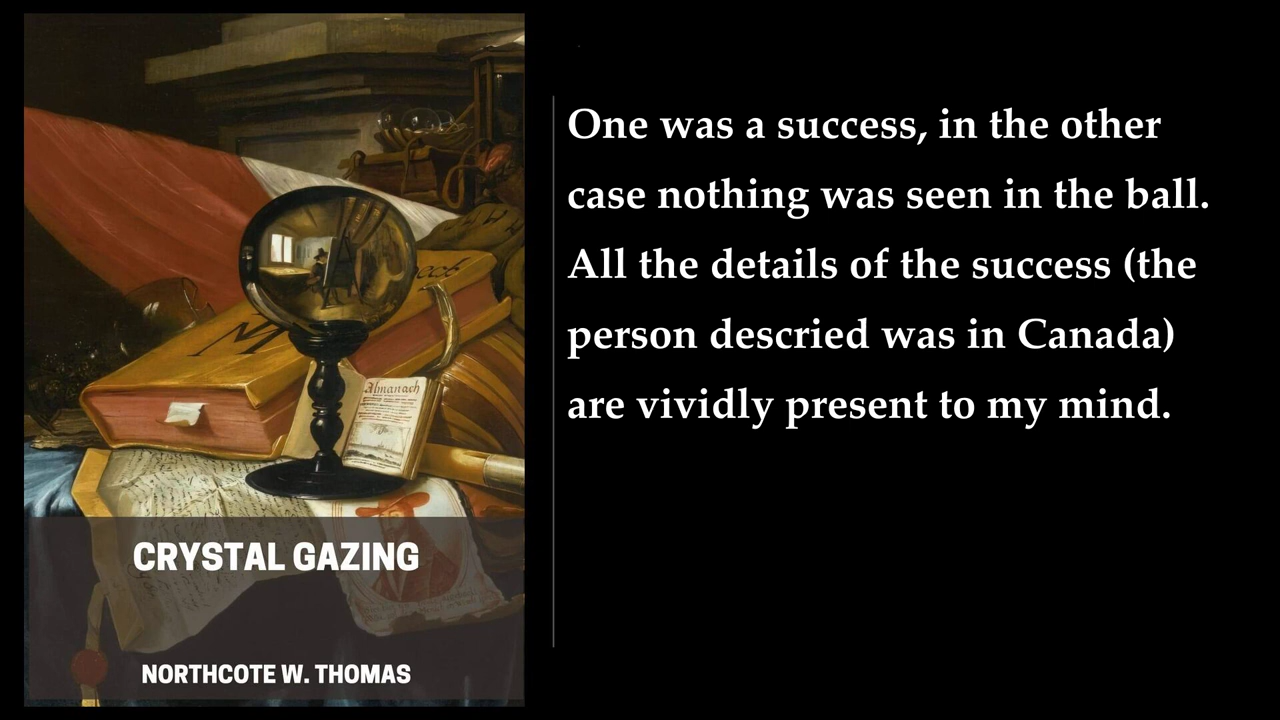 One was a success, in the other
case nothing was seen in the ball.
All the details of the success (the
person descried was in Canada)
are vividly present to my mind.
Almanach
M
CRYSTAL GAZING
NORTHCOTE W. THOMAS